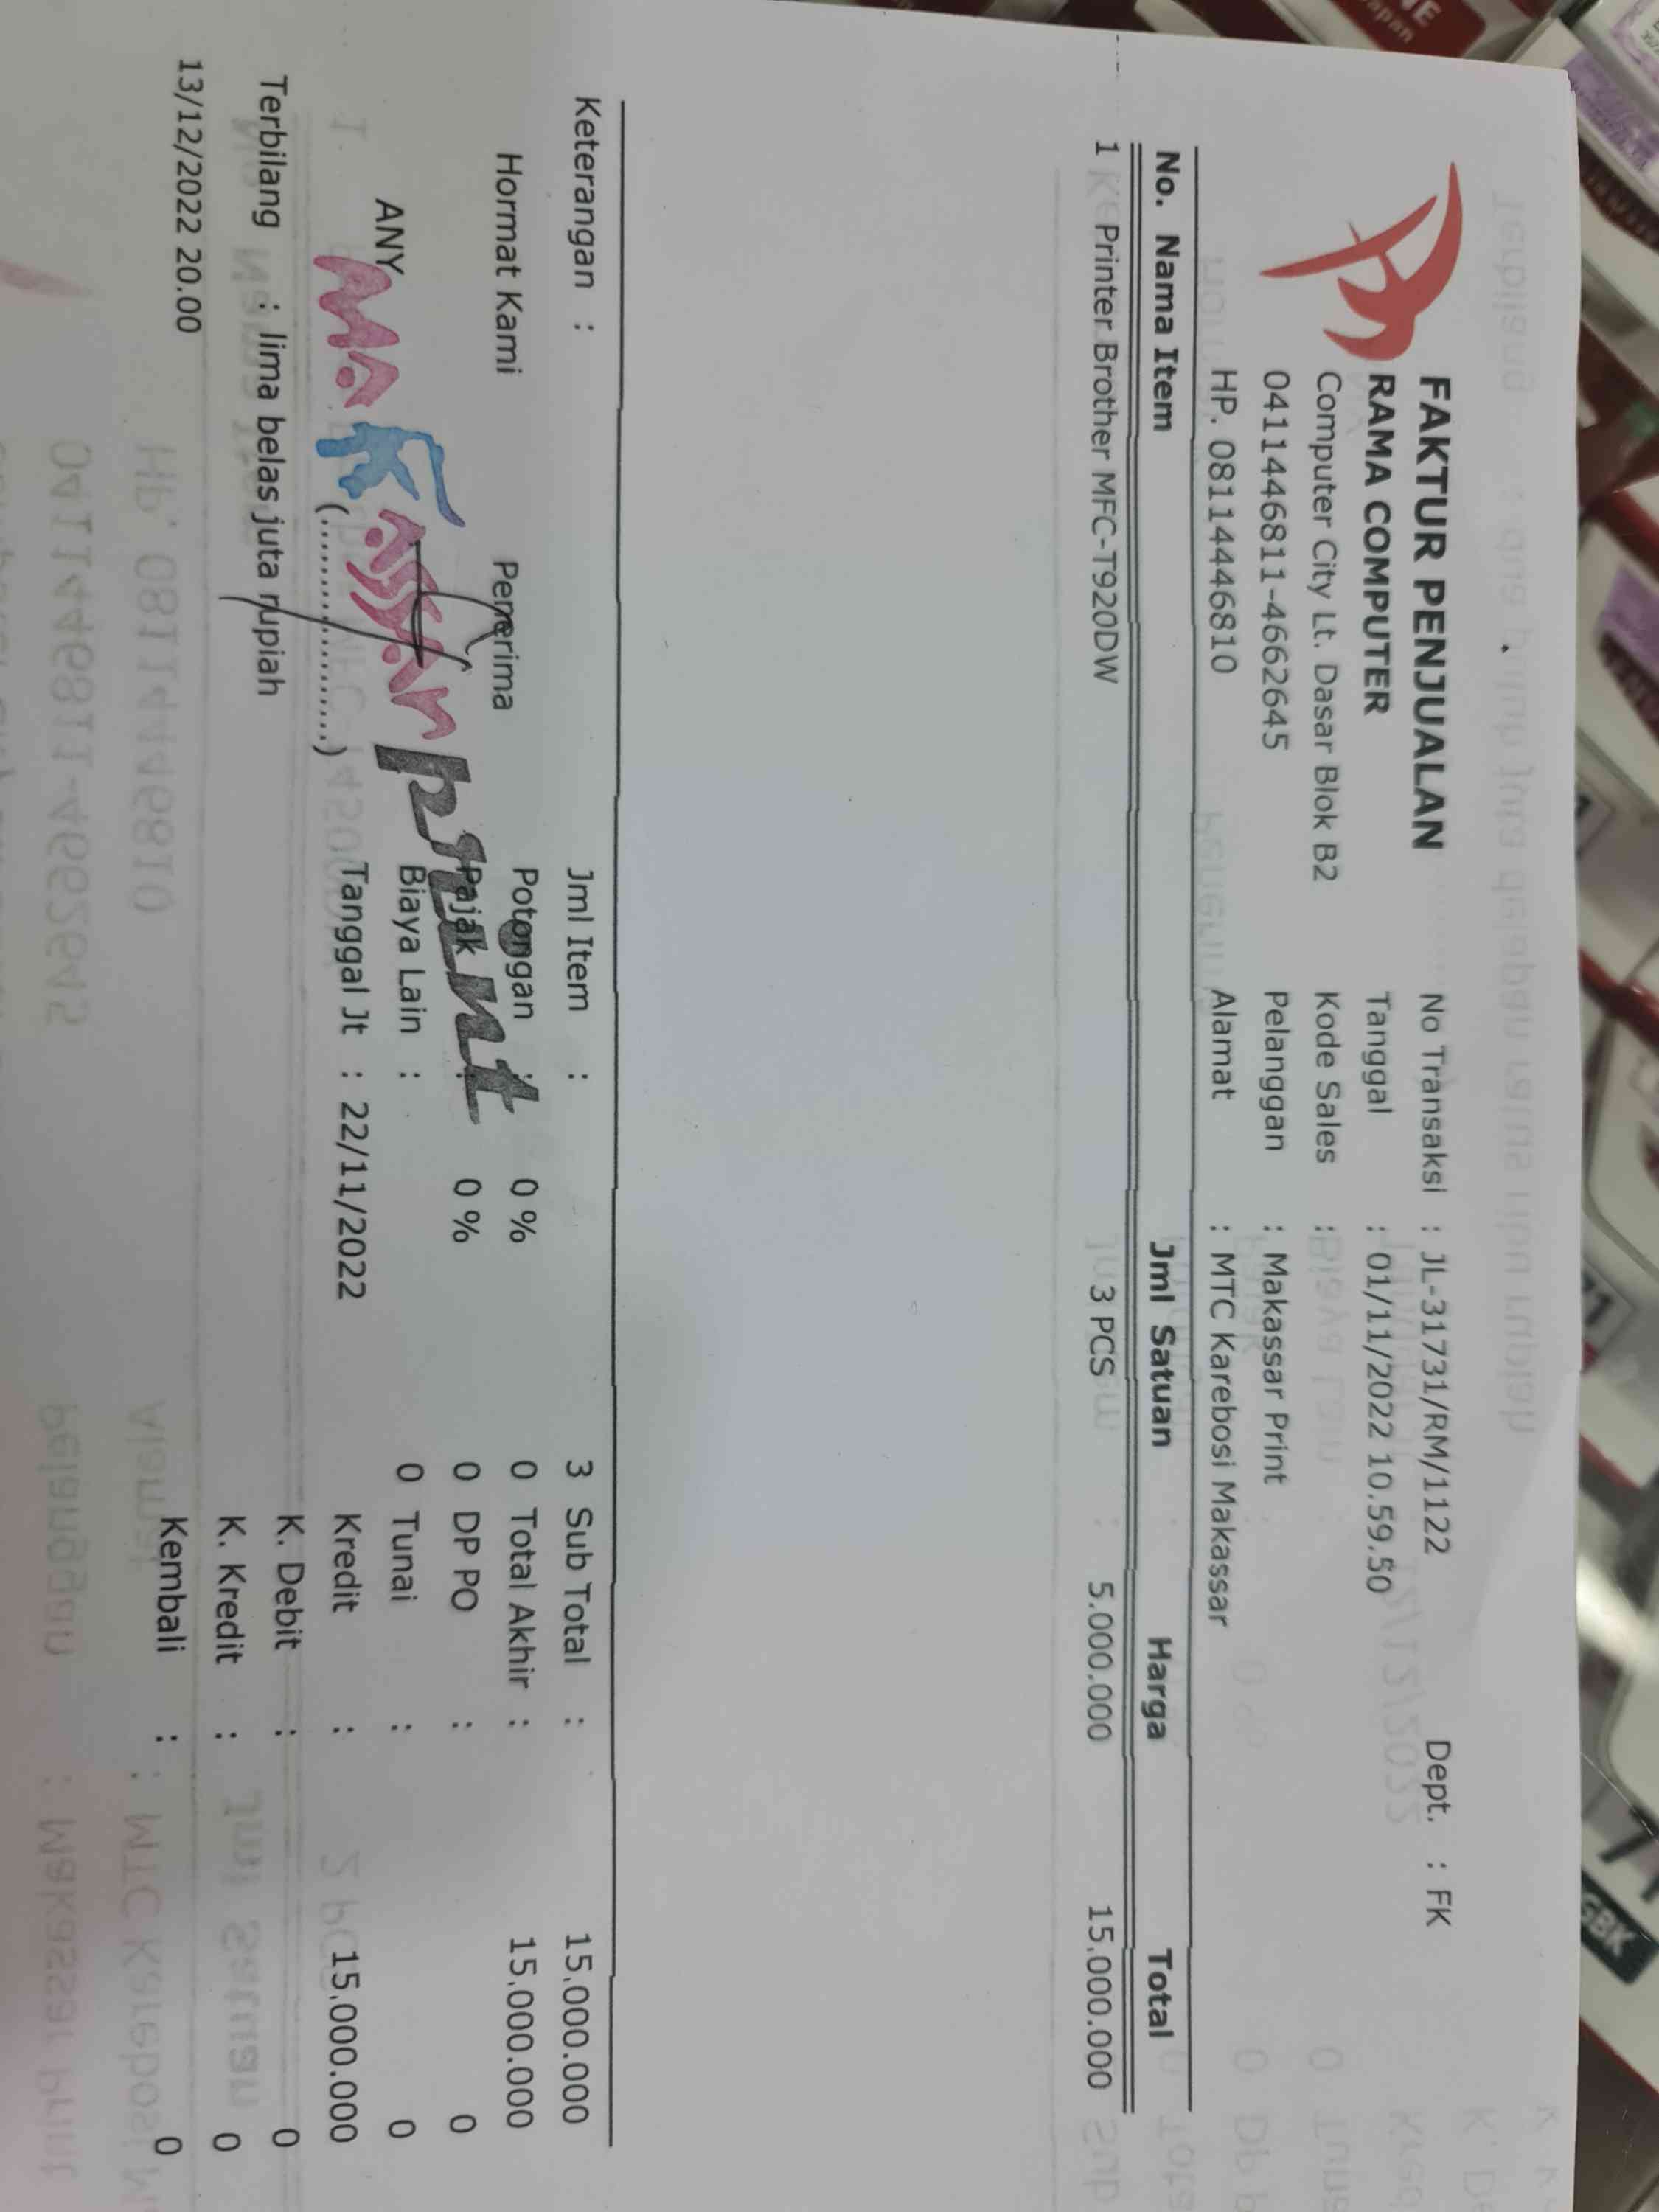 FAKTUR PENJUALAN
RAMA COMPUTER
Computer City Lt. Dasar Blok B2
04114446811-4662645
HP. 08114446810
No Transaksi : JL-31731/RM/1122 Dept. : FK
Tanggal : 01/11/2022 10.59.50
Kode Sales :
Pelanggan : Makassar Print
Alamat : MTC Karebosi Makassar
No. Nama Item Jml Satuan Harga Total
1 Printer Brother MFC-T920DW 3 PCS 5.000.000 15.000.000
Keterangan : Jml Item : 3 Sub Total : 15.000.000
Hormat Kami Penerima Potongan : 0 % 0 Total Akhir : 15.000.000
Pajak : 0 % 0 DP PO : 0
ANY Biaya Lain : 0 Tunai : 0
MAKASSAR print
(....................) Tanggal Jt : 22/11/2022 Kredit : 15.000.000
Terbilang : lima belas juta rupiah K. Debit : 0
K. Kredit : 0
13/12/2022 20.00 Kembali : 0